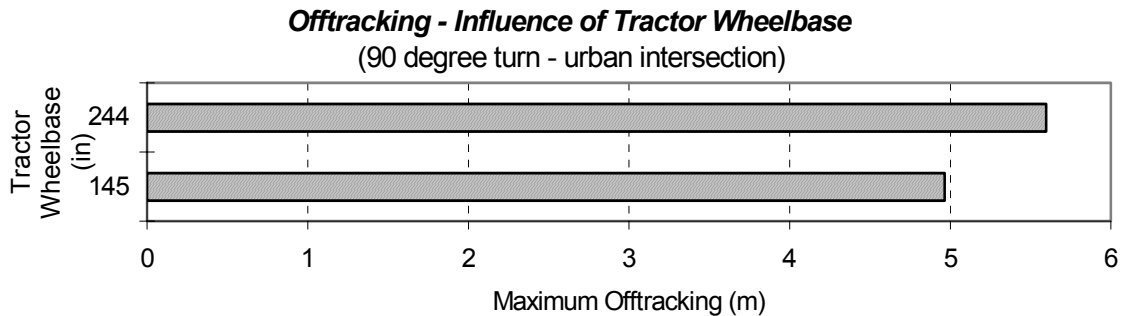 Offtracking - Influence of Tractor Wheelbase
(90 degree turn - urban intersection)
Tractor
Wheelbase
(in)
244
145
0 1 2 3 4 5 6
Maximum Offtracking (m)